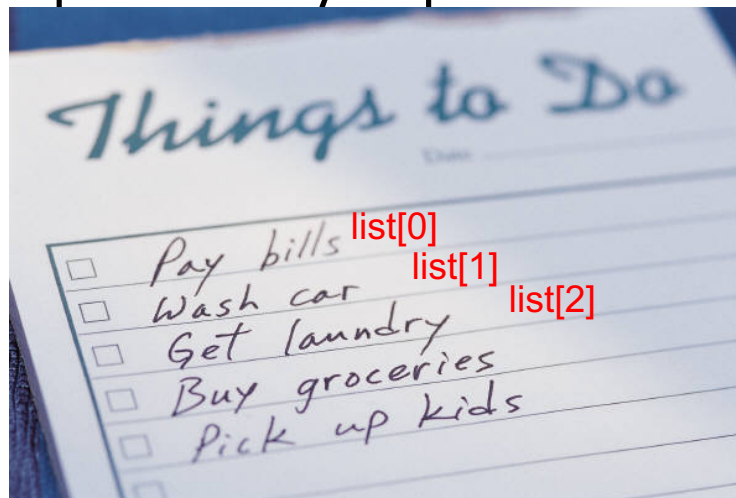 Things to Do
Date
Pay bills list[0]
Wash car list[1]
Get laundry list[2]
Buy groceries
Pick up kids